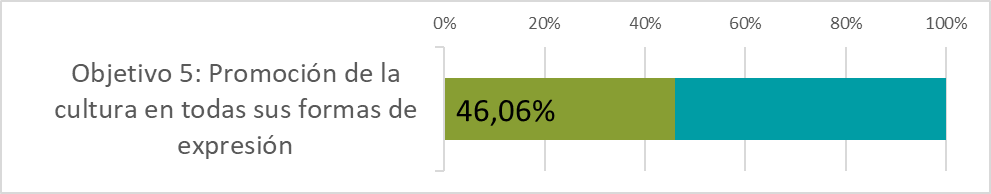 0% 20% 40% 60% 80% 100%
Objetivo 5: Promoción de la
cultura en todas sus formas de
expresión
46,06%